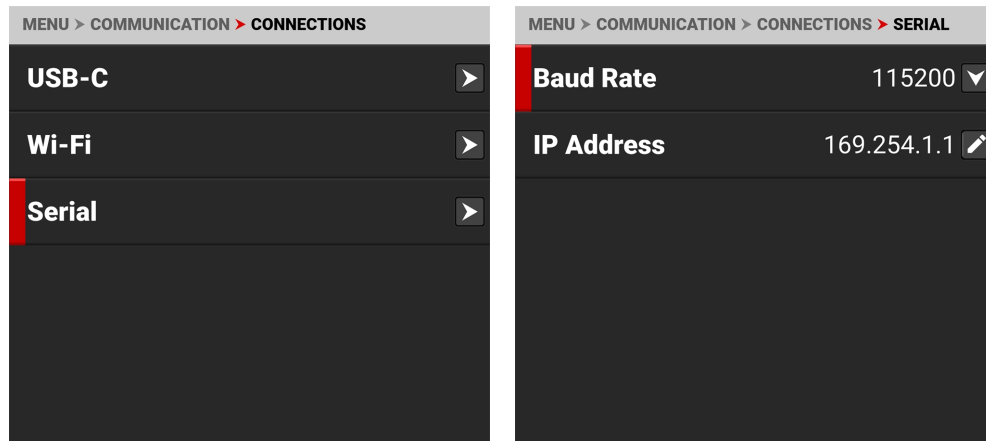 MENU > COMMUNICATION > CONNECTIONS
USB-C
Wi-Fi
Serial
MENU > COMMUNICATION > CONNECTIONS > SERIAL
Baud Rate 115200
IP Address 169.254.1.1